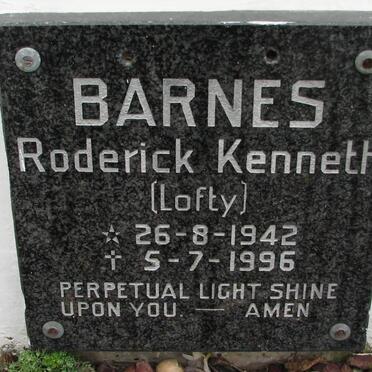 BARNES
Roderick Kenneth
(Lofty)
☆ 26-8-1942
† 5-7-1996
PERPETUAL LIGHT SHINE
UPON YOU. — AMEN